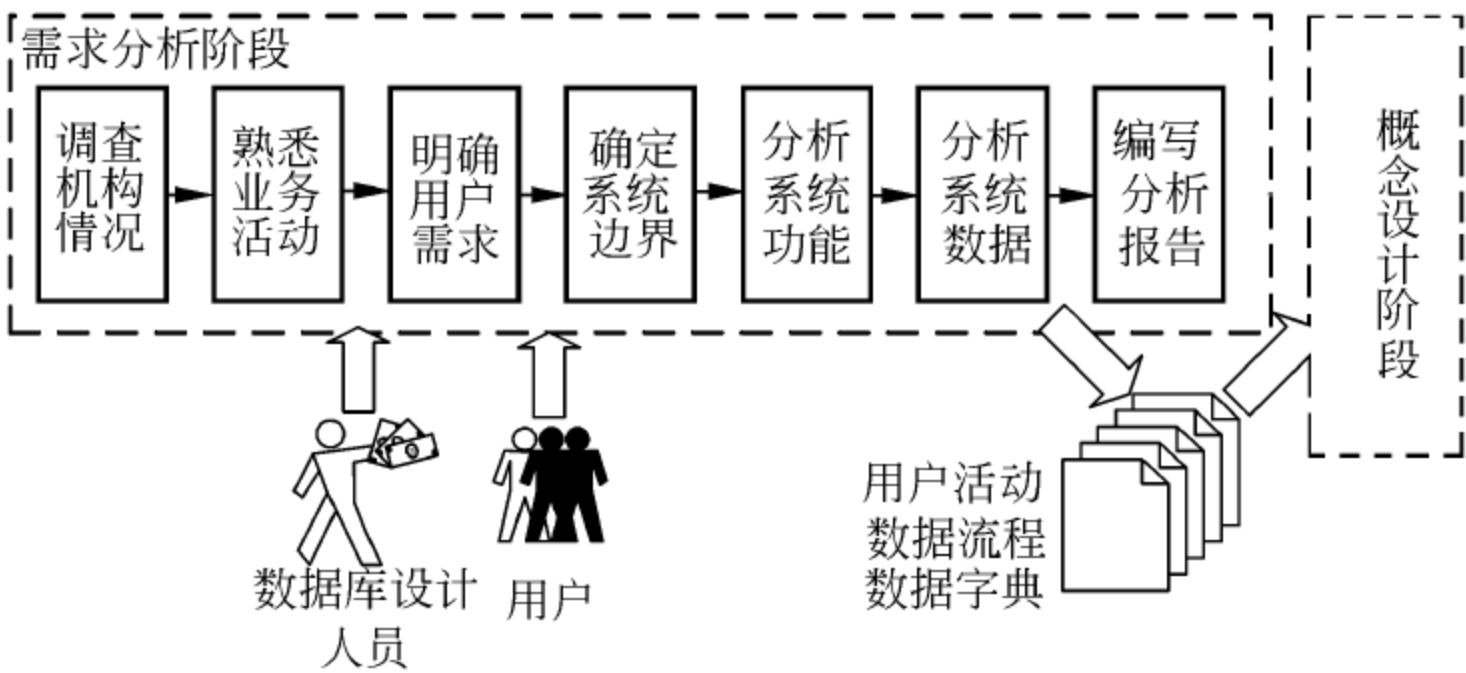 需求分析阶段
调查
机构
情况
熟悉
业务
活动
明确
用户
需求
确定
系统
边界
分析
系统
功能
分析
系统
数据
编写
分析
报告
概念设计阶段
用户活动
数据流程
数据字典
数据库设计
人员
用户